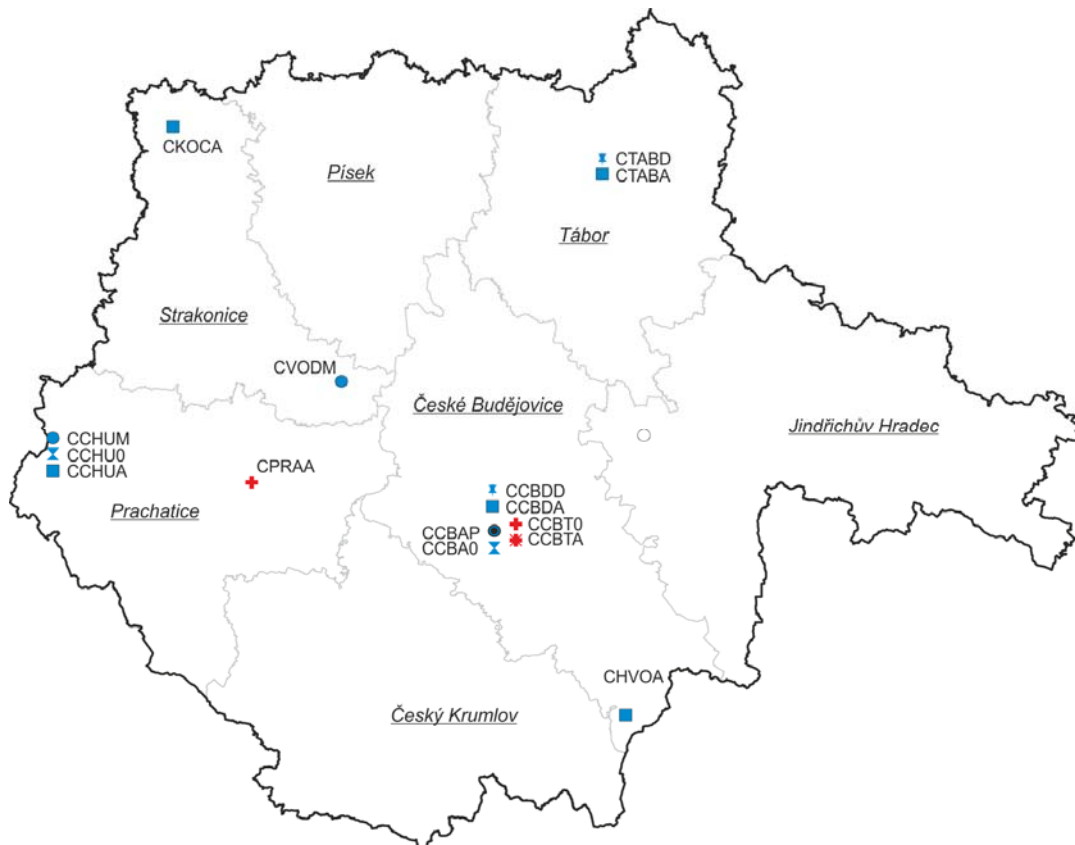 CKOCA
Písek
CTABD
CTABA
Tábor
Strakonice
CVODM
České Budějovice
Jindřichův Hradec
CCHUM
CCHU0
CCHUA
CPRAA
Prachatice
CCBDD
CCBDA
CCBAP
CCBT0
CCBA0
CCBTA
CHVOA
Český Krumlov